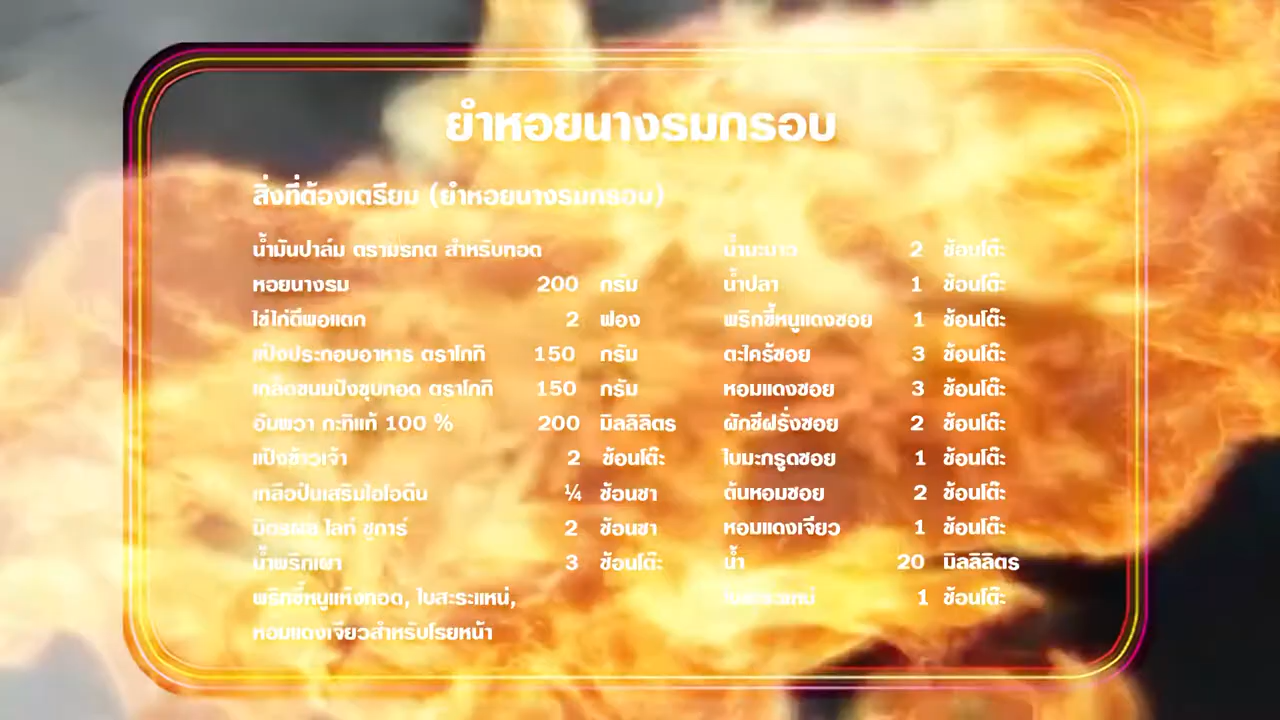 ยำหอยนางรมกรอบ
สิ่งที่ต้องเตรียม (ยำหอยนางรมกรอบ)
น้ำมันปาล์ม ตรามรกต สำหรับทอด
หอยนางรม 200 กรัม
ไข่ไก่ตีพอแตก 2 ฟอง
แป้งประกอบอาหาร ตราโกกิ 150 กรัม
เกล็ดขนมปังชุบทอด ตราโกกิ 150 กรัม
อัมพวา กะทิแท้ 100 % 200 มิลลิลิตร
แป้งข้าวเจ้า 2 ช้อนโต๊ะ
เกลือป่นเสริมไอโอดีน ¼ ช้อนชา
มิตรผล ไลท์ ชูการ์ 2 ช้อนชา
น้ำพริกเผา 3 ช้อนโต๊ะ
พริกขี้หนูแห้งทอด, ใบสะระแหน่,
หอมแดงเจียวสำหรับโรยหน้า
น้ำมะนาว 2 ช้อนโต๊ะ
น้ำปลา 1 ช้อนโต๊ะ
พริกขี้หนูแดงซอย 1 ช้อนโต๊ะ
ตะไคร้ซอย 3 ช้อนโต๊ะ
หอมแดงซอย 3 ช้อนโต๊ะ
ผักชีฝรั่งซอย 2 ช้อนโต๊ะ
ใบมะกรูดซอย 1 ช้อนโต๊ะ
ต้นหอมซอย 2 ช้อนโต๊ะ
หอมแดงเจียว 1 ช้อนโต๊ะ
น้ำ 20 มิลลิลิตร
ใบสะระแหน่ 1 ช้อนโต๊ะ